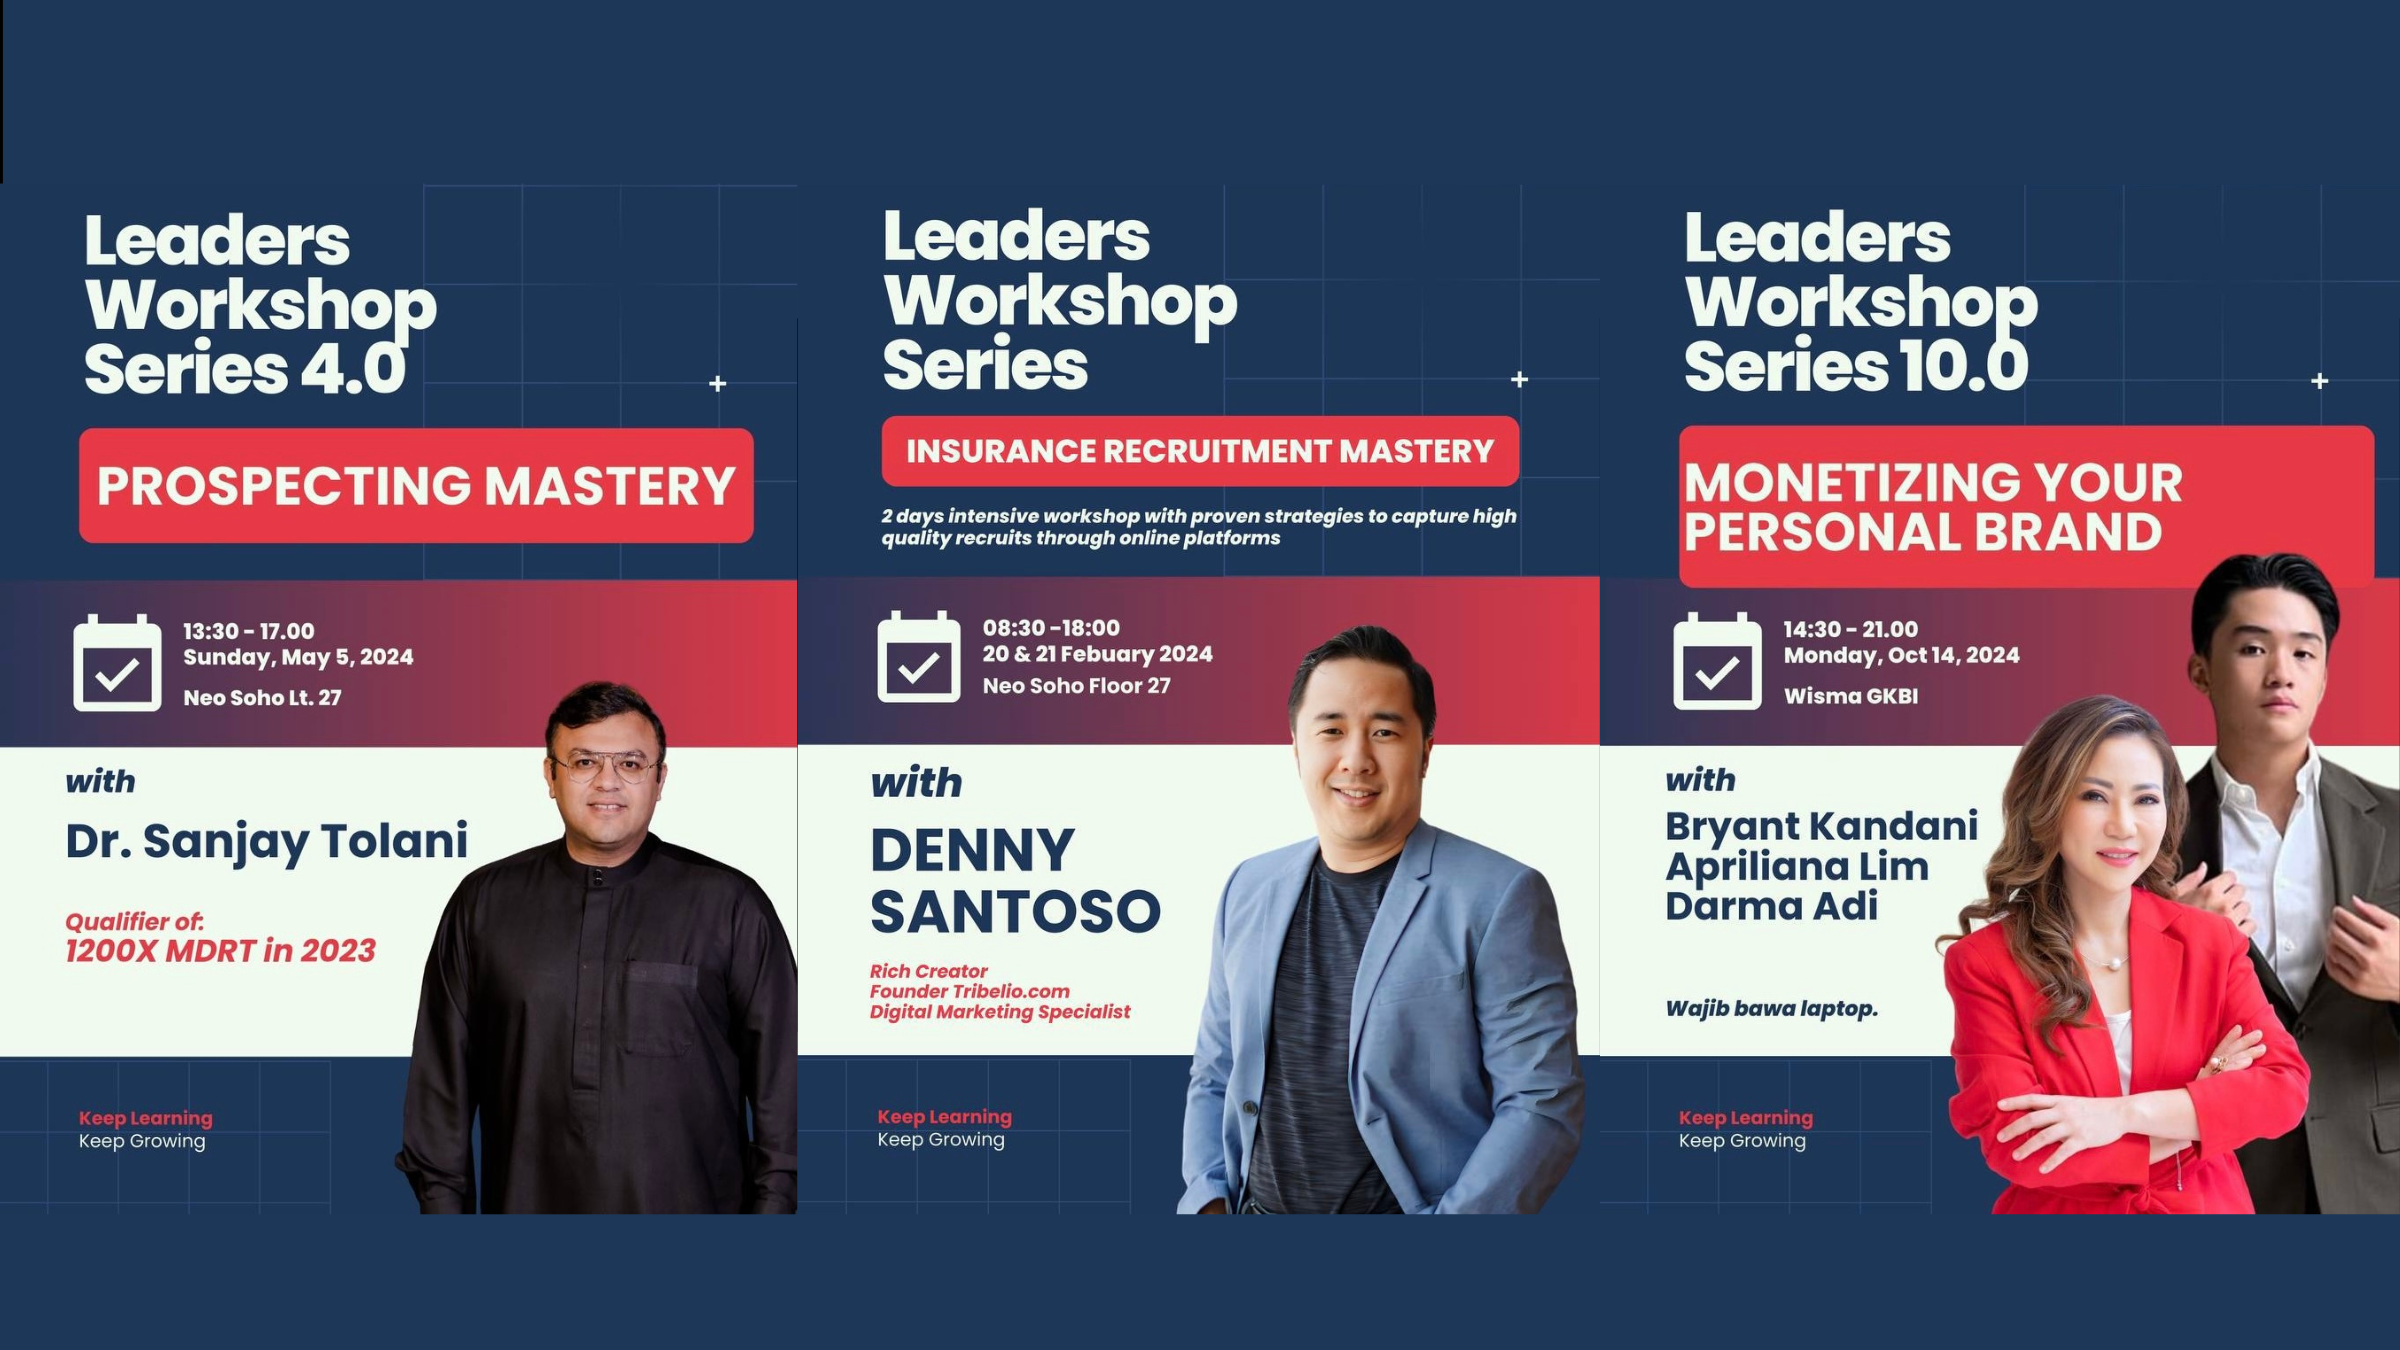 Leaders
Workshop
Series 4.0
PROSPECTING MASTERY
13:30 - 17.00
Sunday, May 5, 2024
Neo Soho Lt. 27
with
Dr. Sanjay Tolani
Qualifier of:
1200X MDRT in 2023
Keep Learning
Keep Growing
Leaders
Workshop
Series
INSURANCE RECRUITMENT MASTERY
2 days intensive workshop with proven strategies to capture high
quality recruits through online platforms
08:30 -18:00
20 & 21 Febuary 2024
Neo Soho Floor 27
with
DENNY
SANTOSO
Rich Creator
Founder Tribelio.com
Digital Marketing Specialist
Keep Learning
Keep Growing
Leaders
Workshop
Series 10.0
MONETIZING YOUR
PERSONAL BRAND
14:30 - 21.00
Monday, Oct 14, 2024
Wisma GKBI
with
Bryant Kandani
Apriliana Lim
Darma Adi
Wajib bawa laptop.
Keep Learning
Keep Growing